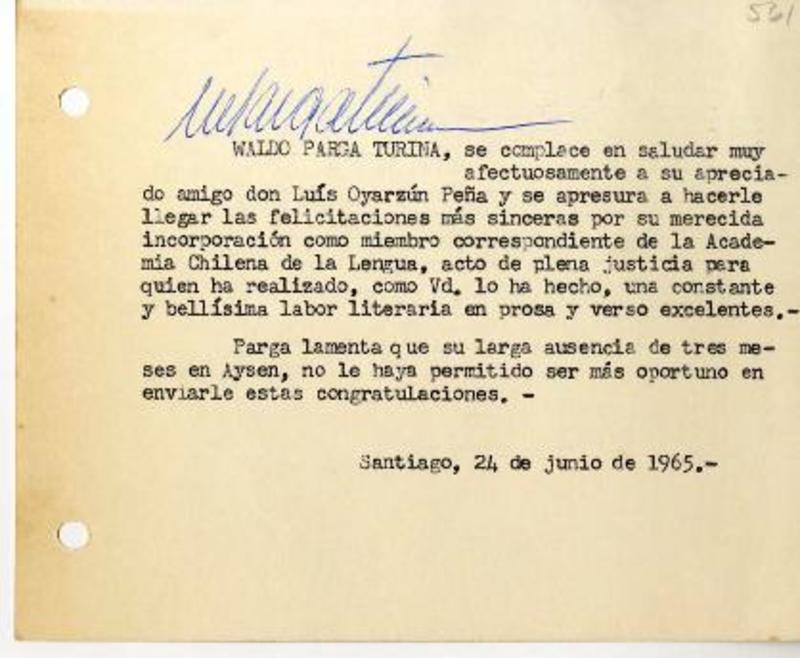 531
WALDO PARGA TURINA, se complace en saludar muy
afectuosamente a su aprecia-
do amigo don Luís Oyarzún Peña y se apresura a hacerle
llegar las felicitaciones más sinceras por su merecida
incorporación como miembro correspondiente de la Acade-
mia Chilena de la Lengua, acto de plena justicia para
quien ha realizado, como Vd. lo ha hecho, una constante
y bellísima labor literaria en prosa y verso excelentes.-
Parga lamenta que su larga ausencia de tres me-
ses en Aysen, no le haya permitido ser más oportuno en
enviarle estas congratulaciones. -
Santiago, 24 de junio de 1965.-